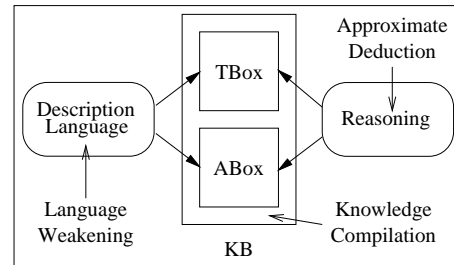 Approximate
Deduction
TBox
Description
Language
Reasoning
ABox
Language
Weakening
Knowledge
Compilation
KB